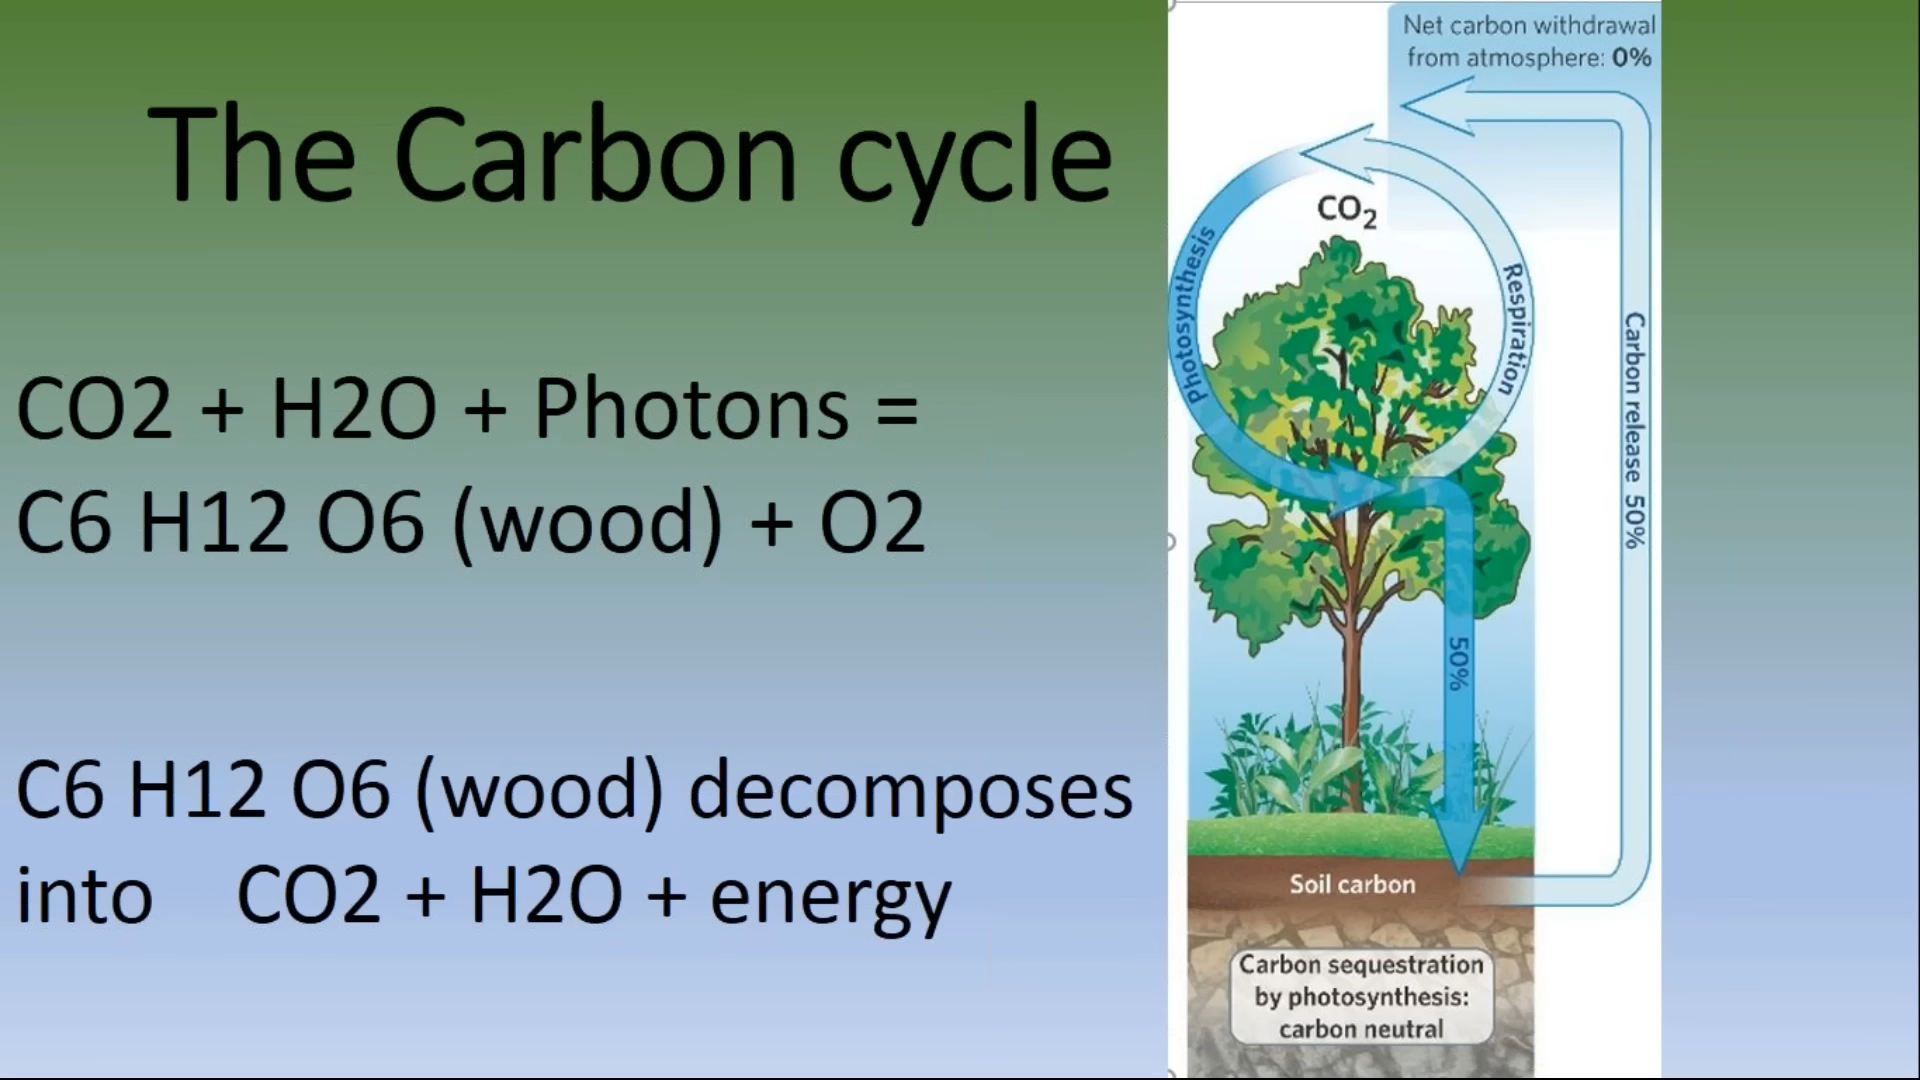 The Carbon cycle
CO2 + H2O + Photons =
C6 H12 O6 (wood) + O2
C6 H12 O6 (wood) decomposes
into CO2 + H2O + energy
Net carbon withdrawal
from atmosphere: 0%
CO₂
Photosynthesis
Respiration
Carbon release 50%
50%
Soil carbon
Carbon sequestration
by photosynthesis:
carbon neutral